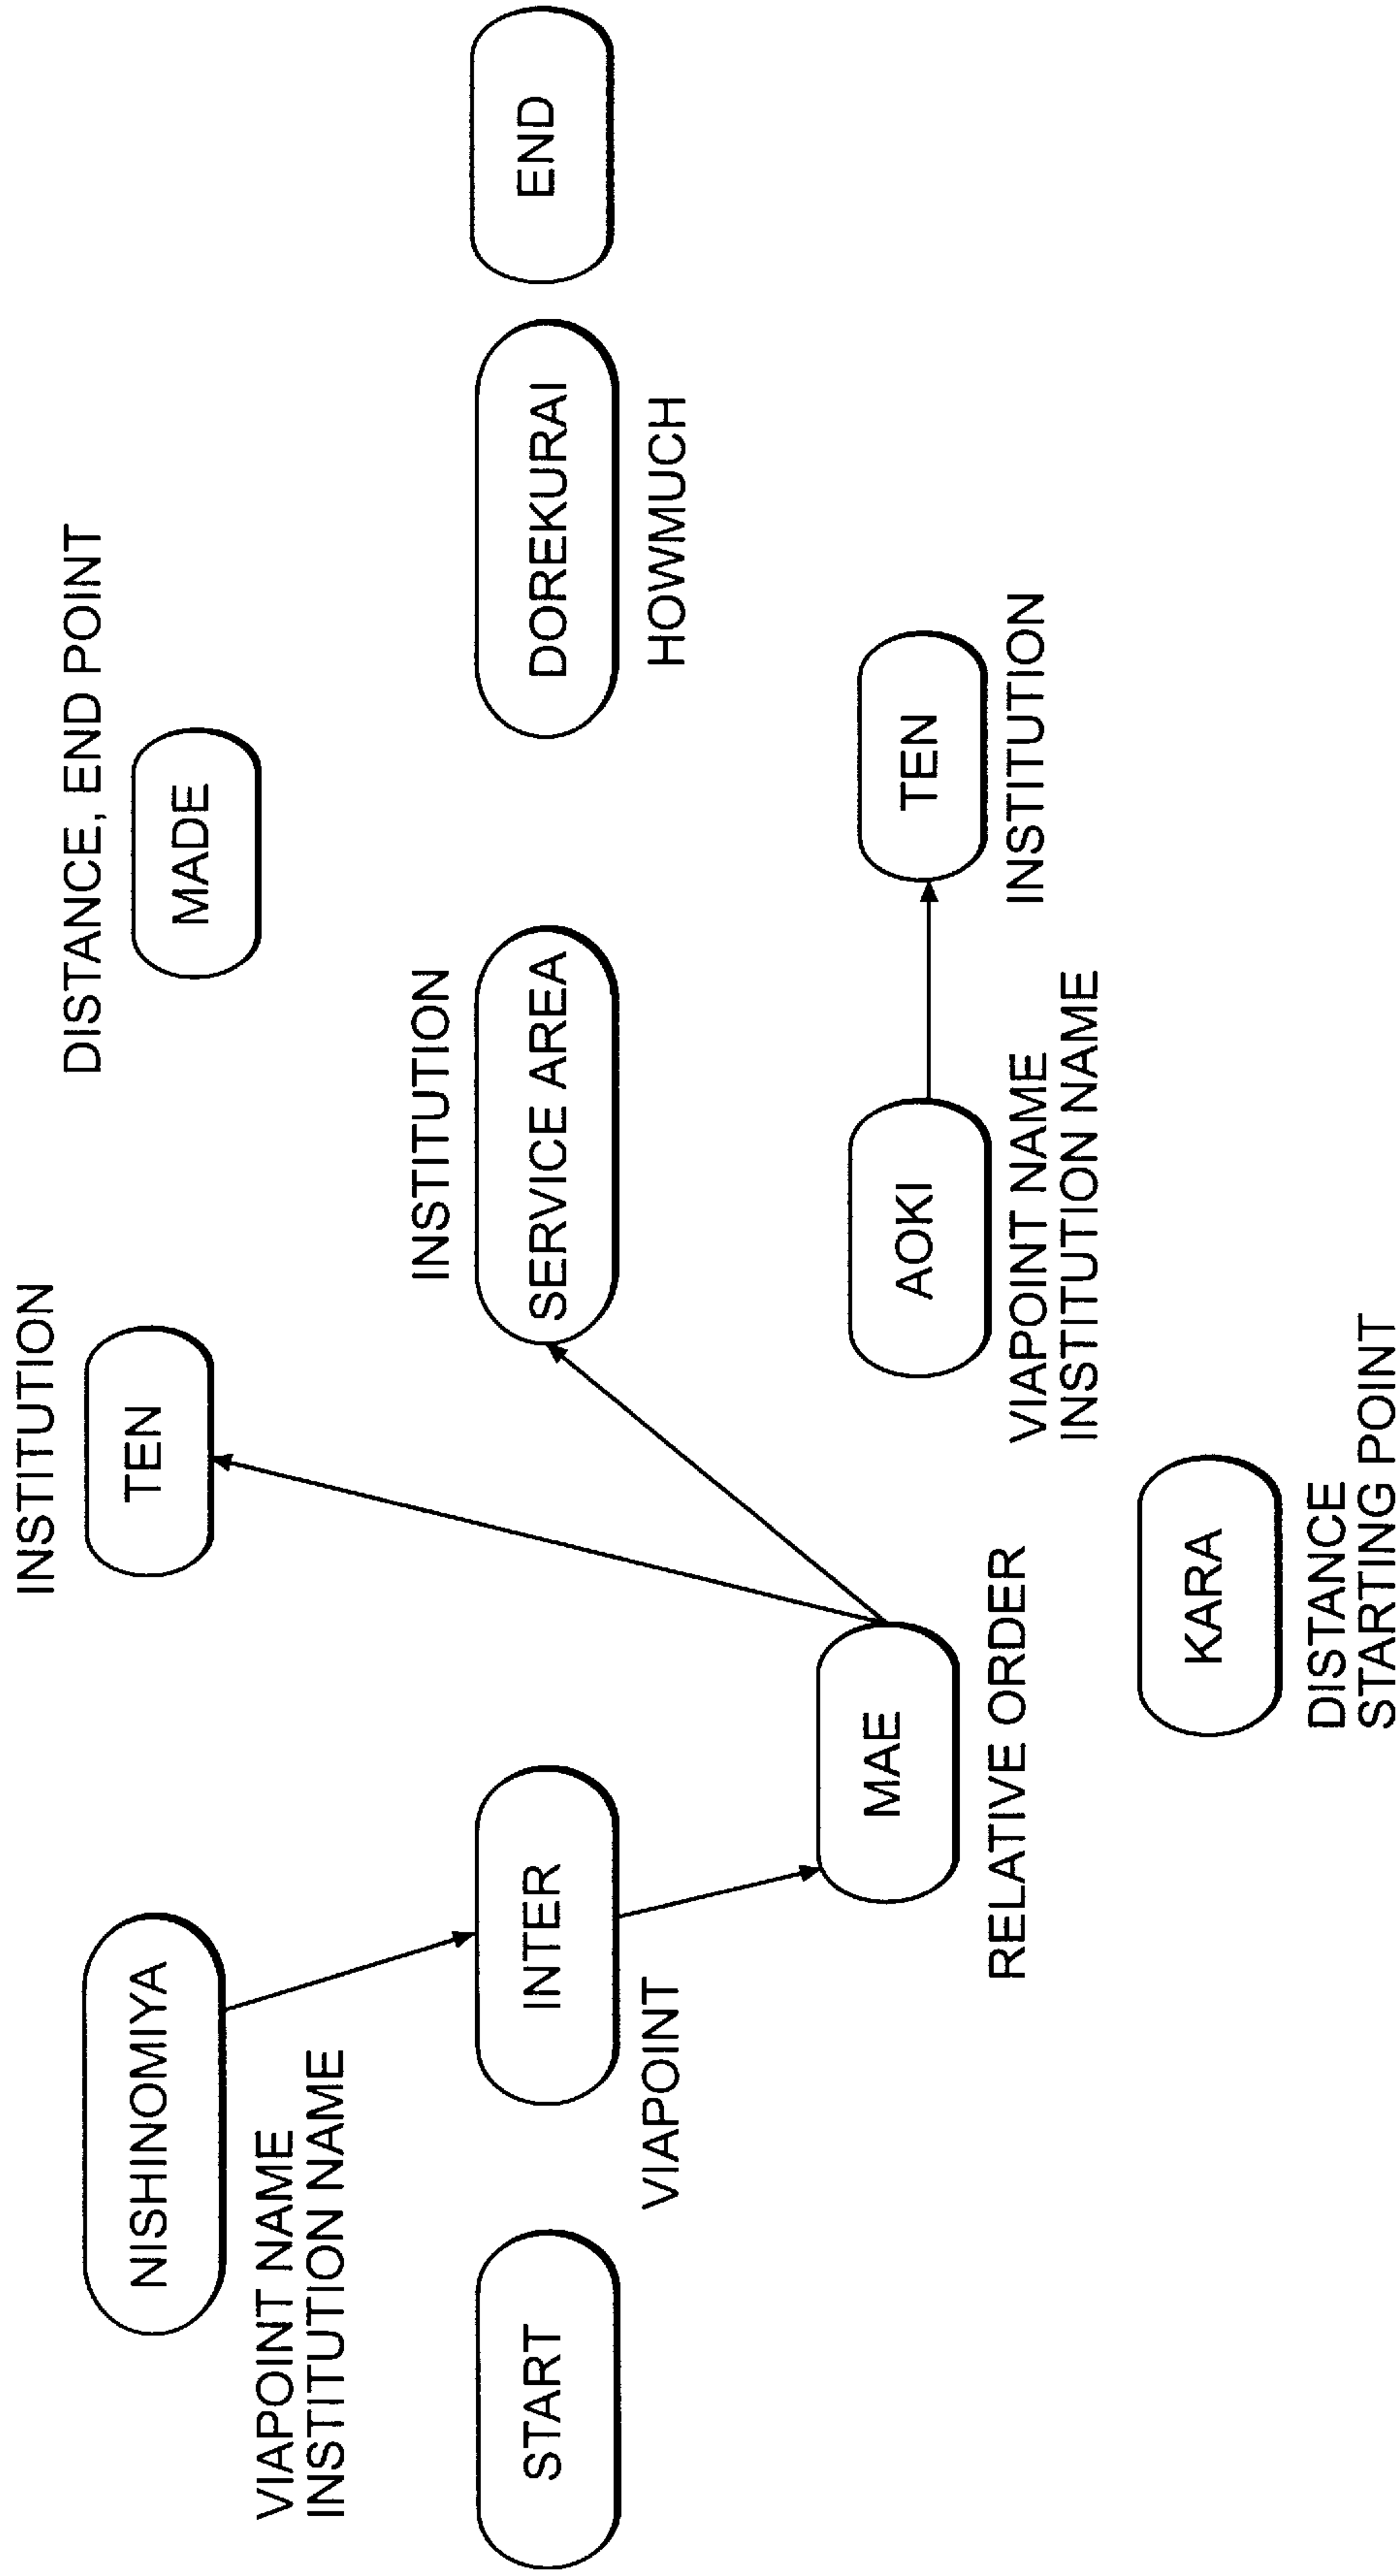 NISHINOMIYA
VIAPOINT NAME
INSTITUTION NAME
START
INTER
VIAPOINT
MAE
RELATIVE ORDER
KARA
DISTANCE
STARTING POINT
INSTITUTION
TEN
INSTITUTION
SERVICE AREA
AOKI
VIAPOINT NAME
INSTITUTION NAME
TEN
INSTITUTION
DISTANCE, END POINT
MADE
DOREKURAI
HOWMUCH
END